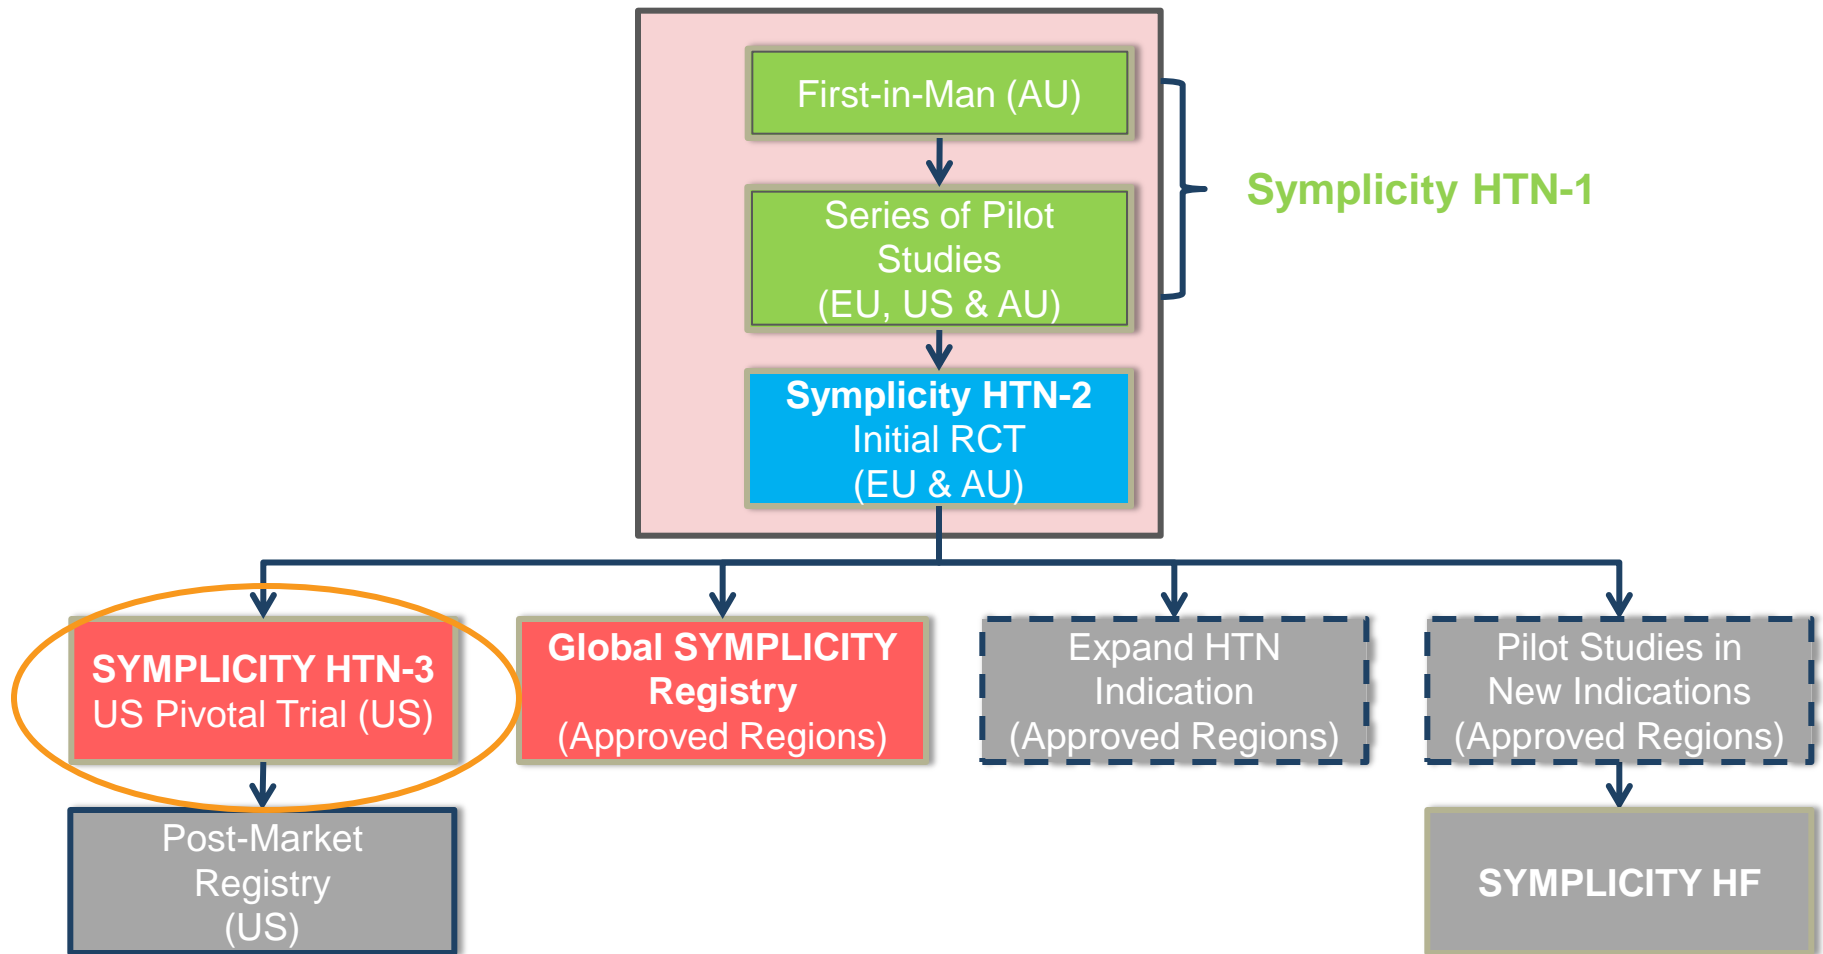 First-in-Man (AU)
Series of Pilot
Studies
(EU, US & AU)
Symplicity HTN-1
Symplicity HTN-2
Initial RCT
(EU & AU)
SYMPLICITY HTN-3
US Pivotal Trial (US)
Global SYMPLICITY
Registry
(Approved Regions)
Expand HTN
Indication
(Approved Regions)
Pilot Studies in
New Indications
(Approved Regions)
Post-Market
Registry
(US)
SYMPLICITY HF